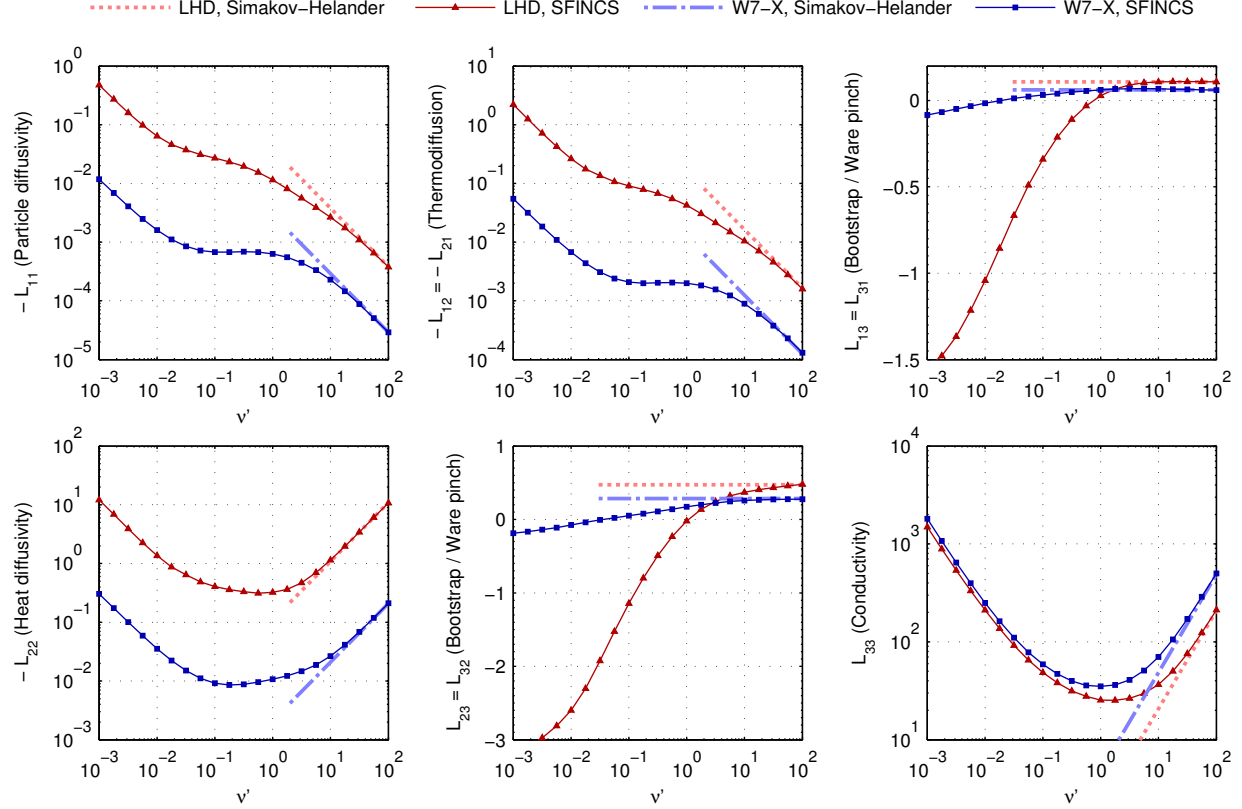 LHD, Simakov−Helander LHD, SFINCS W7−X, Simakov−Helander W7−X, SFINCS
− L11 (Particle diffusivity)
10^0
10^−1
10^−2
10^−3
10^−4
10^−5
10^−3 10^−2 10^−1 10^0 10^1 10^2
ν'
− L12 = − L21 (Thermodiffusion)
10^1
10^0
10^−1
10^−2
10^−3
10^−4
10^−3 10^−2 10^−1 10^0 10^1 10^2
ν'
L13 = L31 (Bootstrap / Ware pinch)
0
−0.5
−1
−1.5
10^−3 10^−2 10^−1 10^0 10^1 10^2
ν'
− L22 (Heat diffusivity)
10^2
10^1
10^0
10^−1
10^−2
10^−3
10^−3 10^−2 10^−1 10^0 10^1 10^2
ν'
L23 = L32 (Bootstrap / Ware pinch)
1
0
−1
−2
−3
10^−3 10^−2 10^−1 10^0 10^1 10^2
ν'
L33 (Conductivity)
10^4
10^3
10^2
10^1
10^−3 10^−2 10^−1 10^0 10^1 10^2
ν'